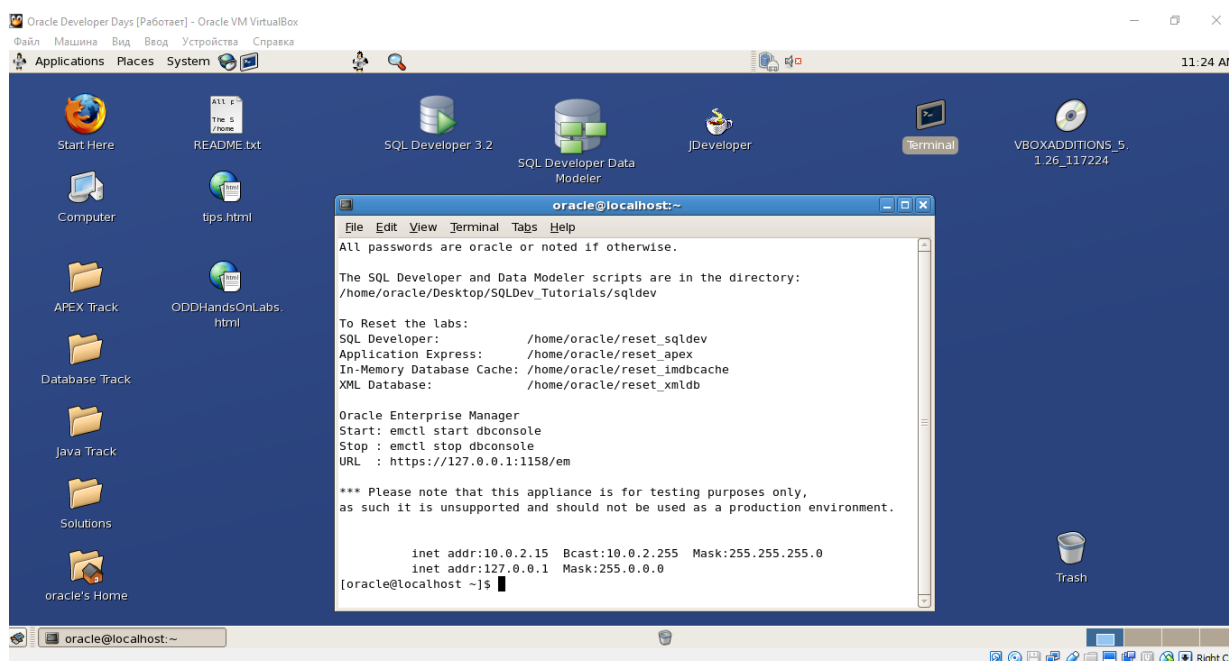 Oracle Developer Days [Работает] - Oracle VM VirtualBox
Файл Машина Вид Ввод Устройства Справка
Applications Places System
11:24 AM
Start Here
README.txt
SQL Developer 3.2
SQL Developer Data
Modeler
JDeveloper
Terminal
VBOXADDITIONS_5.
1.26_117224
Computer
tips.html
APEX Track
ODDHandsOnLabs.
html
Database Track
Java Track
Solutions
oracle's Home
Trash
oracle@localhost:~
File Edit View Terminal Tabs Help
All passwords are oracle or noted if otherwise.
The SQL Developer and Data Modeler scripts are in the directory:
/home/oracle/Desktop/SQLDev_Tutorials/sqldev
To Reset the labs:
SQL Developer: /home/oracle/reset_sqldev
Application Express: /home/oracle/reset_apex
In-Memory Database Cache: /home/oracle/reset_imdbcache
XML Database: /home/oracle/reset_xmldb
Oracle Enterprise Manager
Start: emctl start dbconsole
Stop : emctl stop dbconsole
URL : https://127.0.0.1:1158/em
*** Please note that this appliance is for testing purposes only,
as such it is unsupported and should not be used as a production environment.
inet addr:10.0.2.15 Bcast:10.0.2.255 Mask:255.255.255.0
inet addr:127.0.0.1 Mask:255.0.0.0
[oracle@localhost ~]$
oracle@localhost:~
Right C